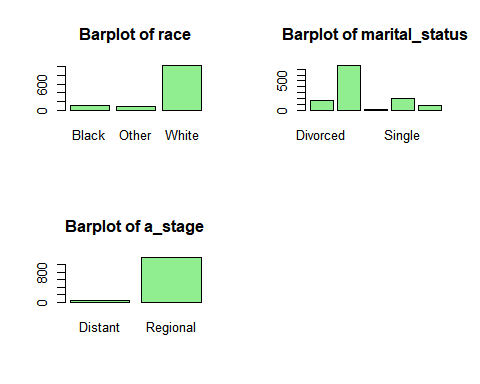 Barplot of race
600
0
Black Other White
Barplot of marital_status
500
0
Divorced Single
Barplot of a_stage
800
0
Distant Regional